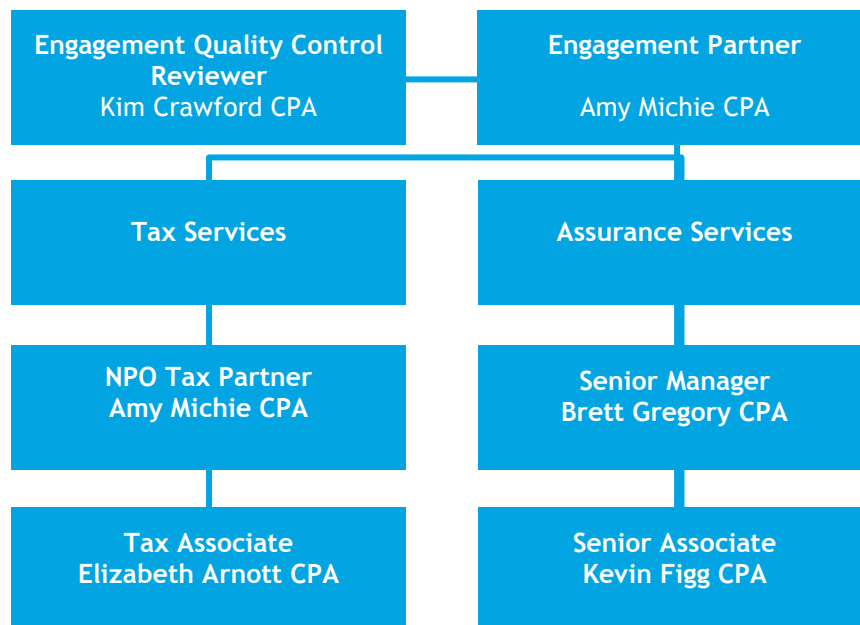 Engagement Quality Control
Reviewer
Kim Crawford CPA
Engagement Partner
Amy Michie CPA
Tax Services
Assurance Services
NPO Tax Partner
Amy Michie CPA
Senior Manager
Brett Gregory CPA
Tax Associate
Elizabeth Arnott CPA
Senior Associate
Kevin Figg CPA